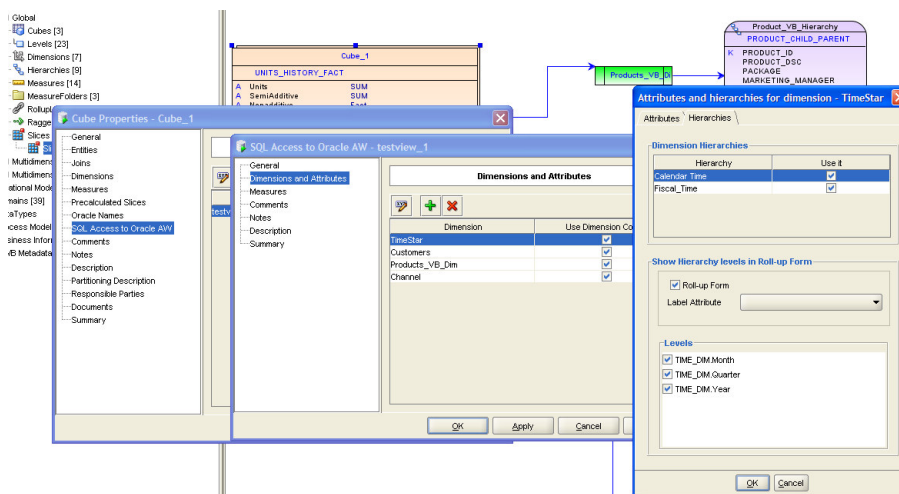 Global
Cubes [3]
Levels [23]
Dimensions [7]
Hierarchies [9]
Measures [14]
MeasureFolders [3]
Slices
Multidimens
Multidimens
ational Mode
mains [39]
taTypes
ocess Model
siness Infor
VB Metadata
Cube_1
UNITS_HISTORY_FACT
A Units SUM
A SemiAdditive SUM
Products_VB_Di
Product_VB_Hierarchy
PRODUCT_CHILD_PARENT
K PRODUCT_ID
PRODUCT_DSC
PACKAGE
MARKETING_MANAGER
Cube Properties - Cube_1
General
Entities
Joins
Dimensions
Measures
Precalculated Slices
Oracle Names
SQL Access to Oracle AW
Comments
Notes
Description
Partitioning Description
Responsible Parties
Documents
Summary
testv
SQL Access to Oracle AW - testview_1
General
Dimensions and Attributes
Measures
Comments
Notes
Description
Summary
Dimensions and Attributes
Dimension Use Dimension Co
TimeStar
Customers
Products_VB_Dim
Channel
OK Apply Cancel
Attributes and hierarchies for dimension - TimeStar
Attributes Hierarchies
Dimension Hierarchies
Hierarchy Use it
Calendar Time
Fiscal_Time
Show Hierarchy levels in Roll-up Form
Roll-up Form
Label Attribute
Levels
TIME_DIM.Month
TIME_DIM.Quarter
TIME_DIM.Year
OK Cancel